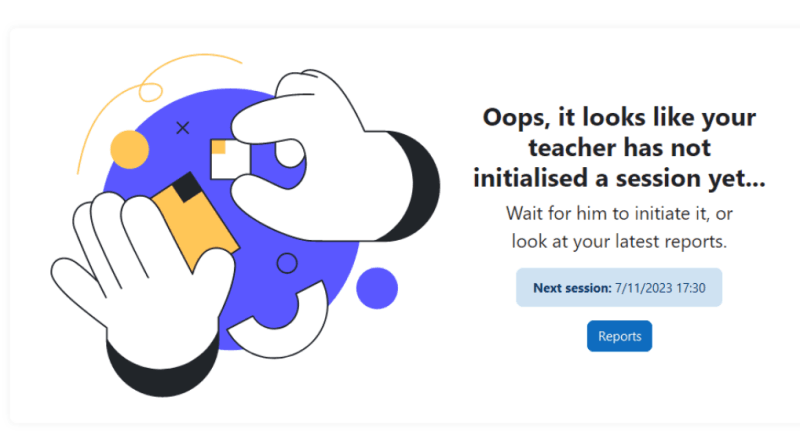 Oops, it looks like your
teacher has not
initialised a session yet...
Wait for him to initiate it, or
look at your latest reports.
Next session: 7/11/2023 17:30
Reports